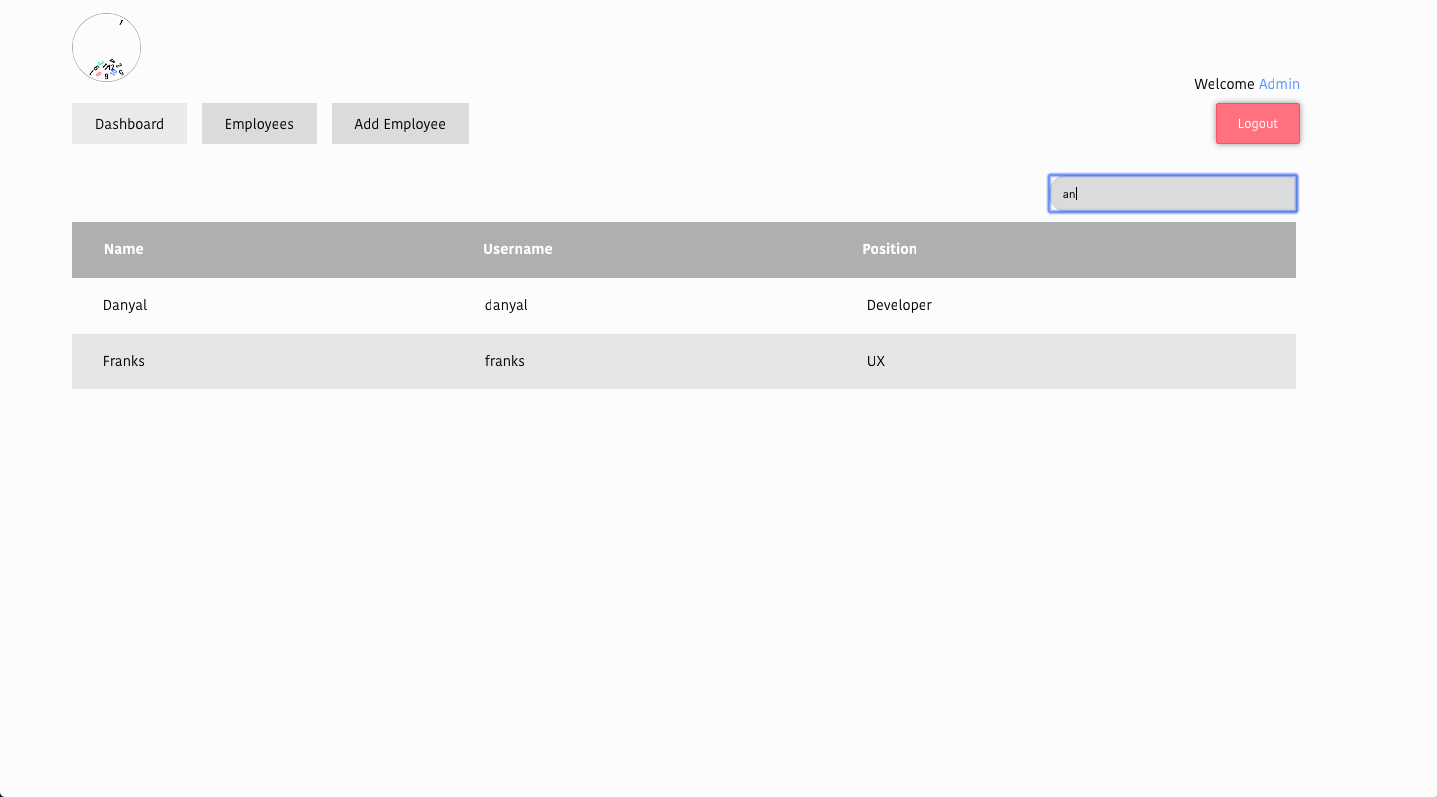 Welcome Admin
Dashboard Employees Add Employee Logout
an
Name Username Position
Danyal danyal Developer
Franks franks UX